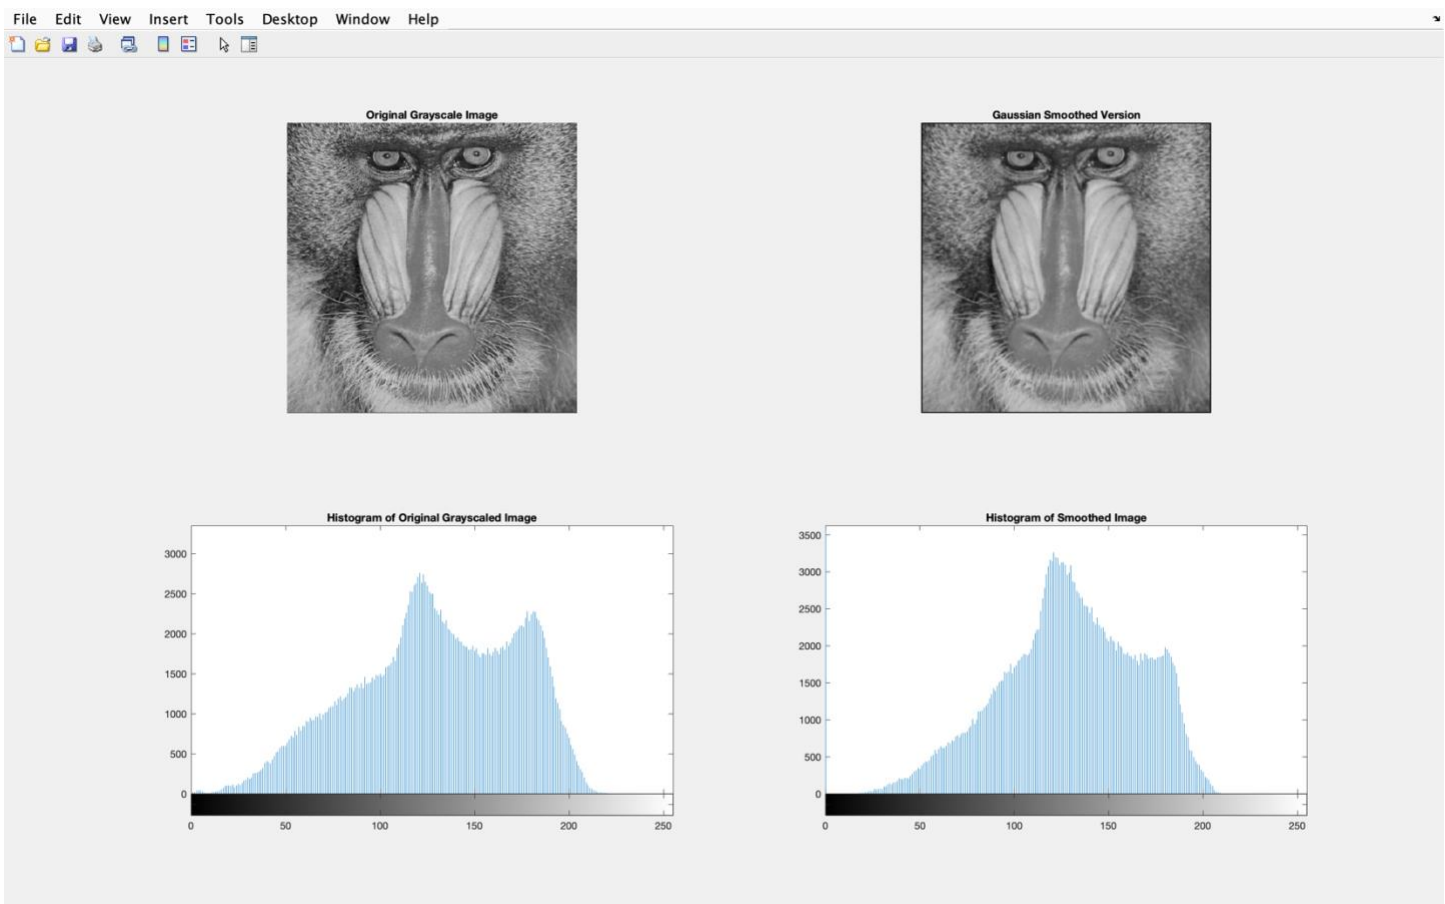 File Edit View Insert Tools Desktop Window Help
Original Grayscale Image
Gaussian Smoothed Version
Histogram of Original Grayscaled Image
3000
2500
2000
1500
1000
500
0
0 50 100 150 200 250
Histogram of Smoothed Image
3500
3000
2500
2000
1500
1000
500
0
0 50 100 150 200 250